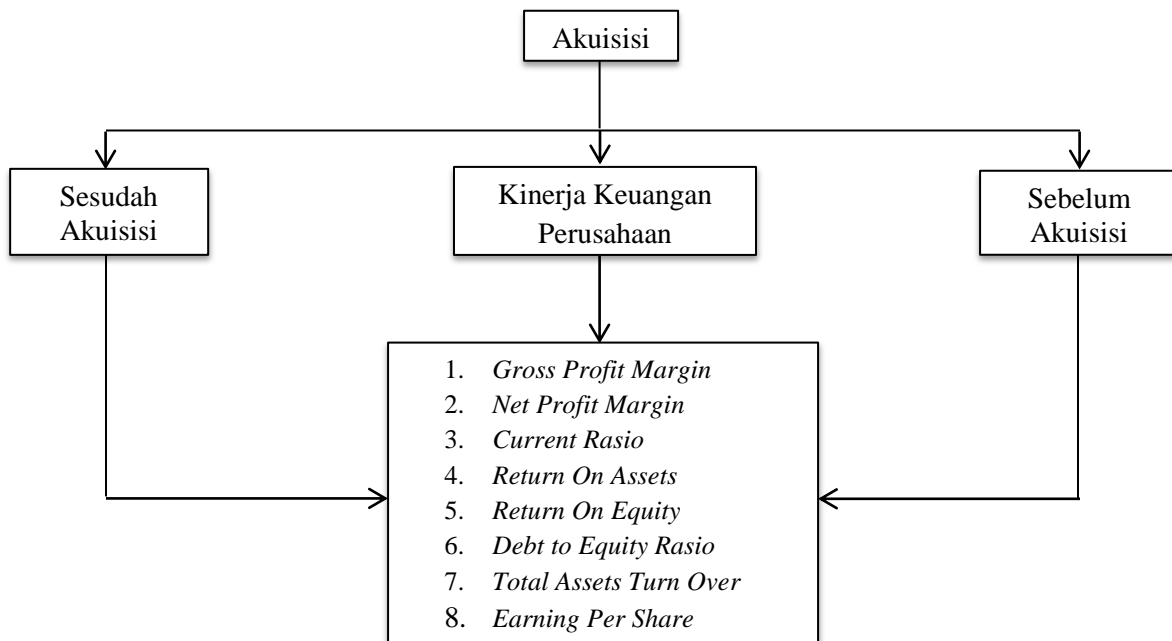 Akuisisi
Sesudah
Akuisisi
Kinerja Keuangan
Perusahaan
Sebelum
Akuisisi
1. Gross Profit Margin
2. Net Profit Margin
3. Current Rasio
4. Return On Assets
5. Return On Equity
6. Debt to Equity Rasio
7. Total Assets Turn Over
8. Earning Per Share